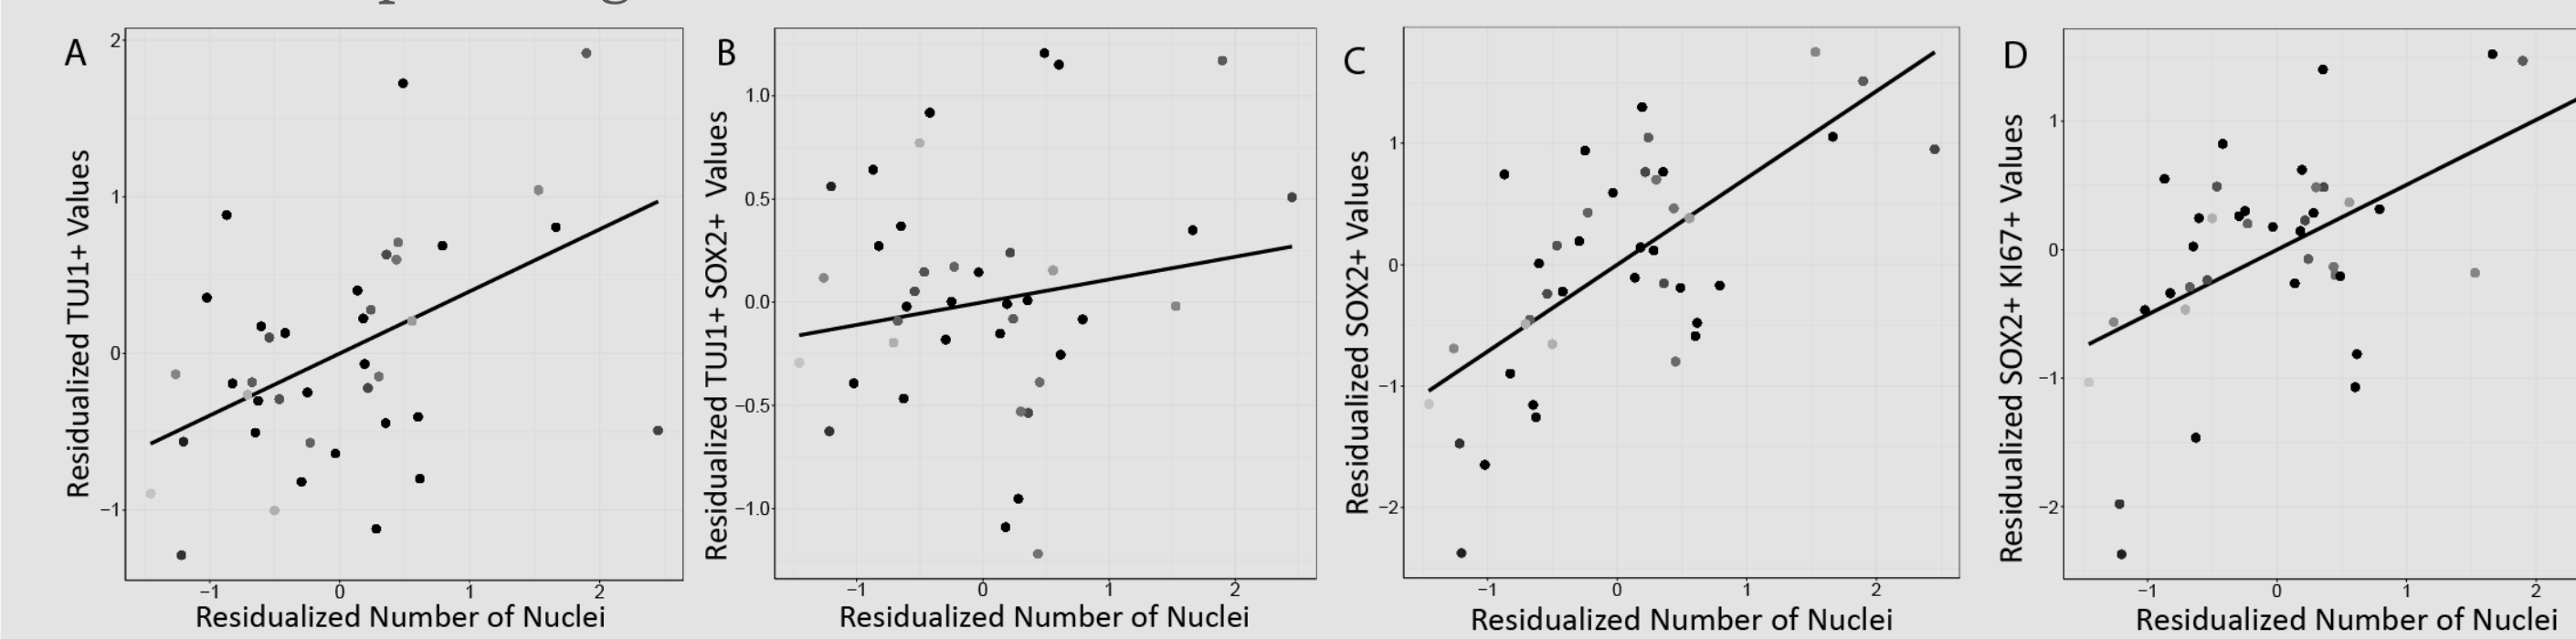 A
B
C
D
Residualized TUJ1+ Values
2
1
0
−1
−1 0 1 2
Residualized Number of Nuclei
Residualized TUJ1+ SOX2+ Values
1.0
0.5
0.0
−0.5
−1.0
−1 0 1 2
Residualized Number of Nuclei
Residualized SOX2+ Values
1
0
−1
−2
−1 0 1 2
Residualized Number of Nuclei
Residualized SOX2+ KI67+ Values
1
0
−1
−2
−1 0 1 2
Residualized Number of Nuclei